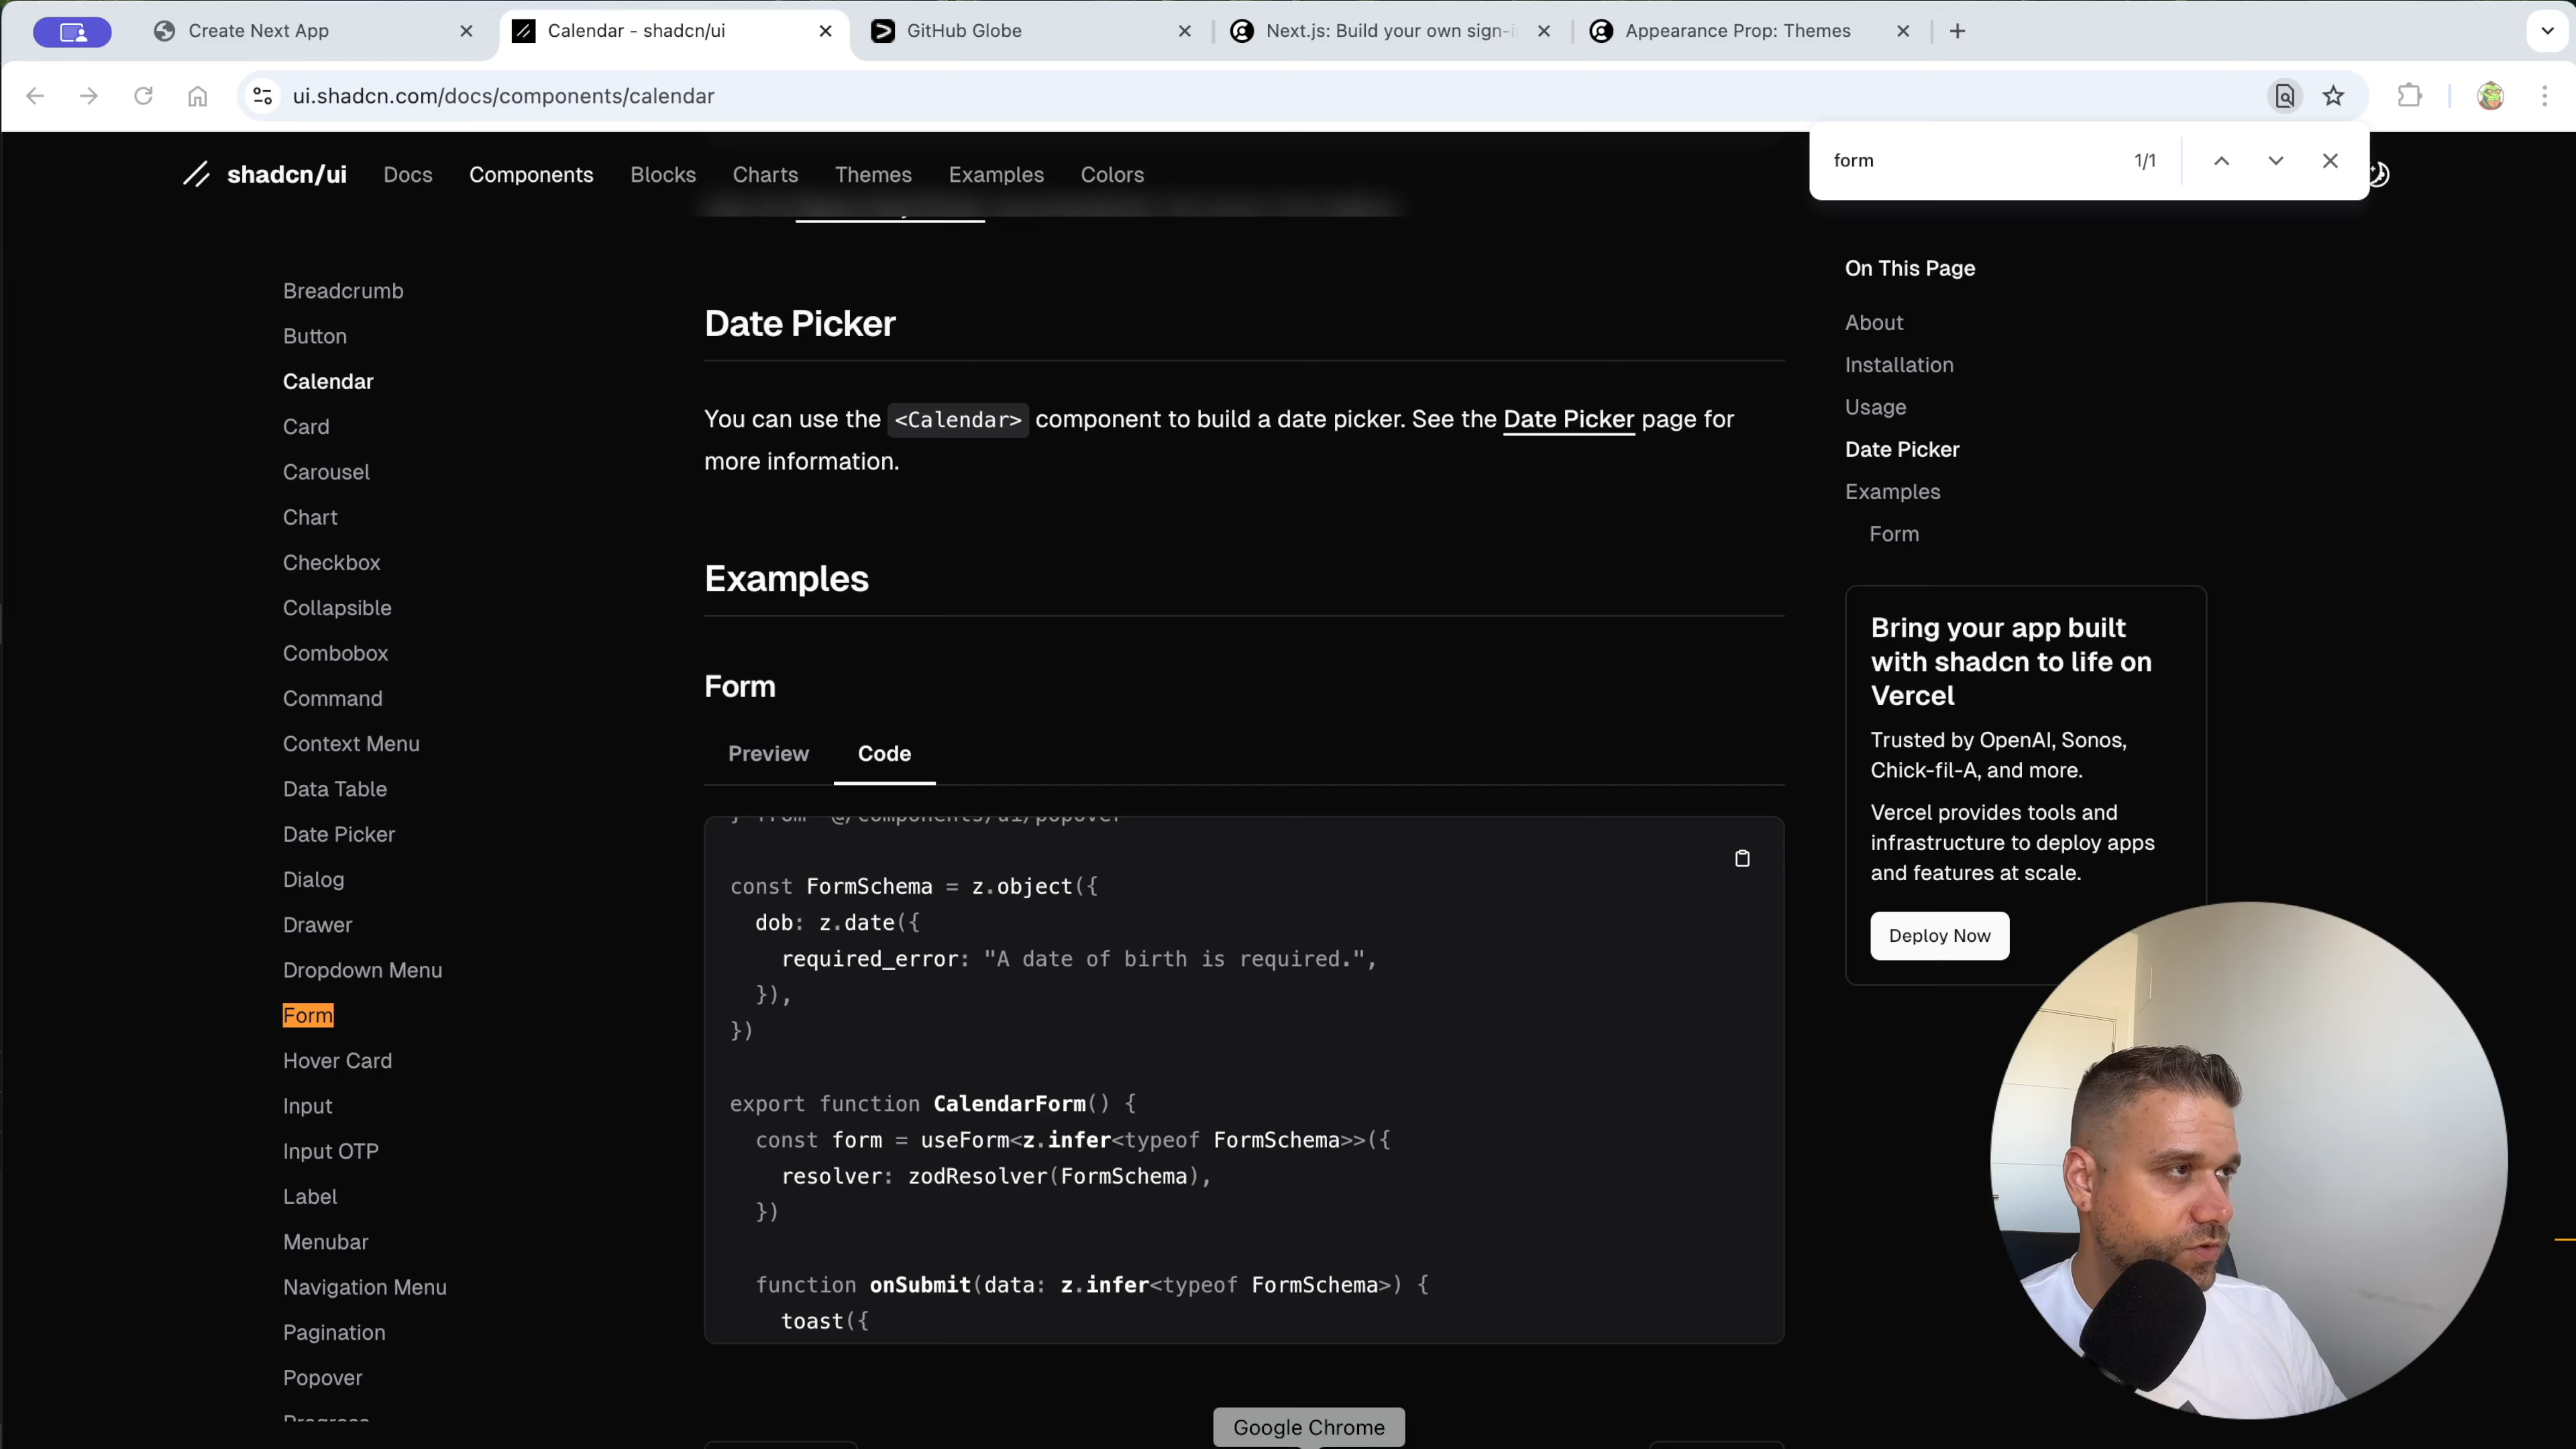 Create Next App
Calendar - shadcn/ui
GitHub Globe
Next.js: Build your own sign-i
Appearance Prop: Themes
ui.shadcn.com/docs/components/calendar
form
1/1
shadcn/ui
Docs
Components
Blocks
Charts
Themes
Examples
Colors
Breadcrumb
Button
Calendar
Card
Carousel
Chart
Checkbox
Collapsible
Combobox
Command
Context Menu
Data Table
Date Picker
Dialog
Drawer
Dropdown Menu
Form
Hover Card
Input
Input OTP
Label
Menubar
Navigation Menu
Pagination
Popover
Progress
Date Picker
You can use the <Calendar> component to build a date picker. See the Date Picker page for
more information.
Examples
Form
Preview
Code
} from "@/components/ui/popover"
const FormSchema = z.object({
dob: z.date({
required_error: "A date of birth is required.",
}),
})
export function CalendarForm() {
const form = useForm<z.infer<typeof FormSchema>>({
resolver: zodResolver(FormSchema),
})
function onSubmit(data: z.infer<typeof FormSchema>) {
toast({
On This Page
About
Installation
Usage
Date Picker
Examples
Form
Bring your app built
with shadcn to life on
Vercel
Trusted by OpenAI, Sonos,
Chick-fil-A, and more.
Vercel provides tools and
infrastructure to deploy apps
and features at scale.
Deploy Now
Google Chrome